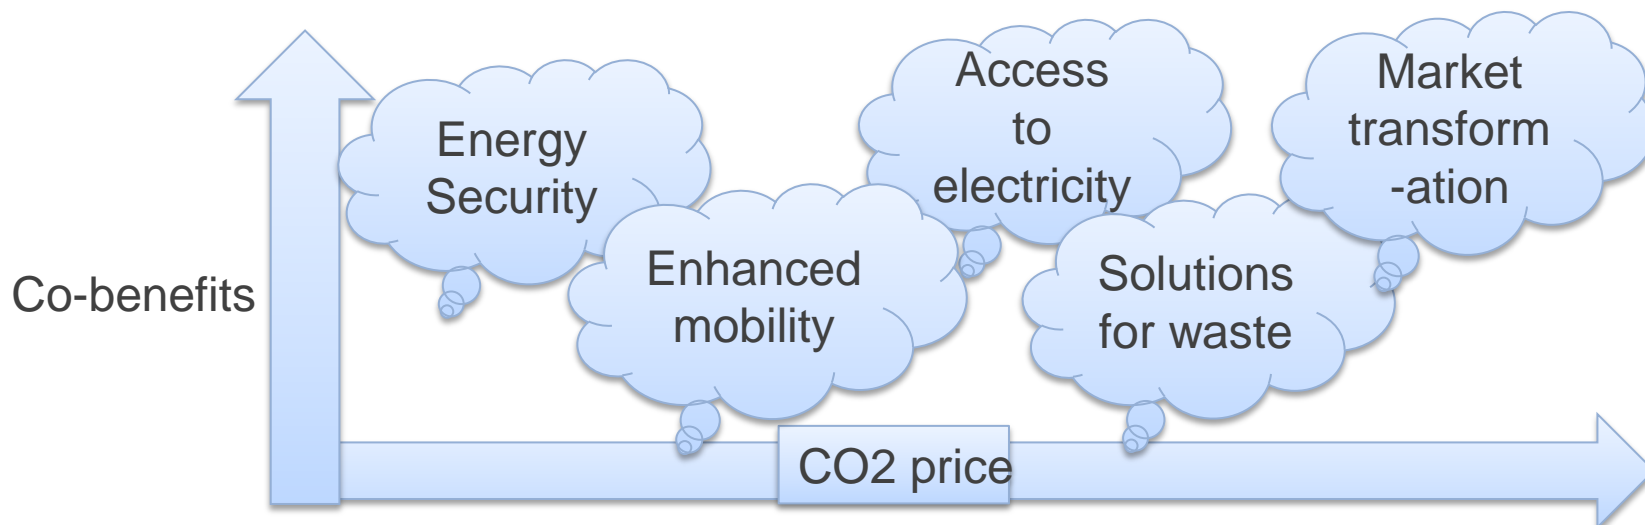 Co-benefits
Energy
Security
Enhanced
mobility
Access
to
electricity
Solutions
for waste
Market
transform
-ation
CO2 price